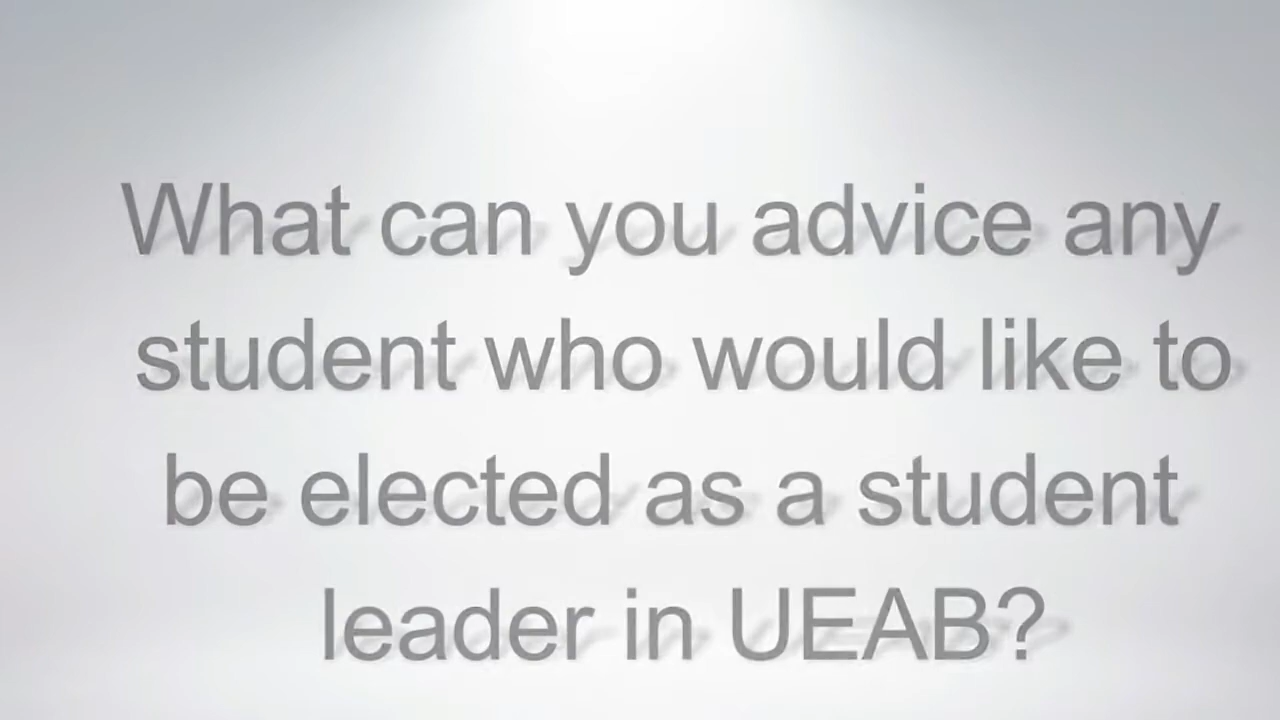 What can you advice any
student who would like to
be elected as a student
leader in UEAB?